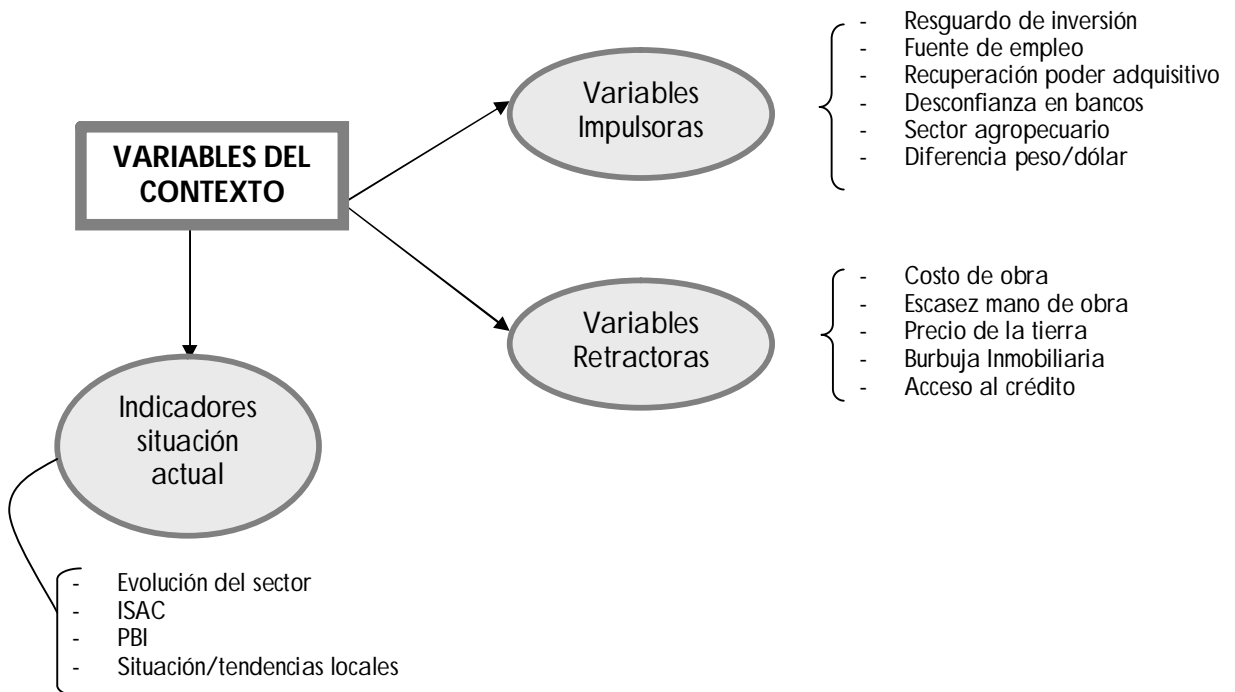 VARIABLES DEL
CONTEXTO
Variables
Impulsoras
- Resguardo de inversión
- Fuente de empleo
- Recuperación poder adquisitivo
- Desconfianza en bancos
- Sector agropecuario
- Diferencia peso/dólar
Variables
Retractoras
- Costo de obra
- Escasez mano de obra
- Precio de la tierra
- Burbuja Inmobiliaria
- Acceso al crédito
Indicadores
situación
actual
- Evolución del sector
- ISAC
- PBI
- Situación/tendencias locales